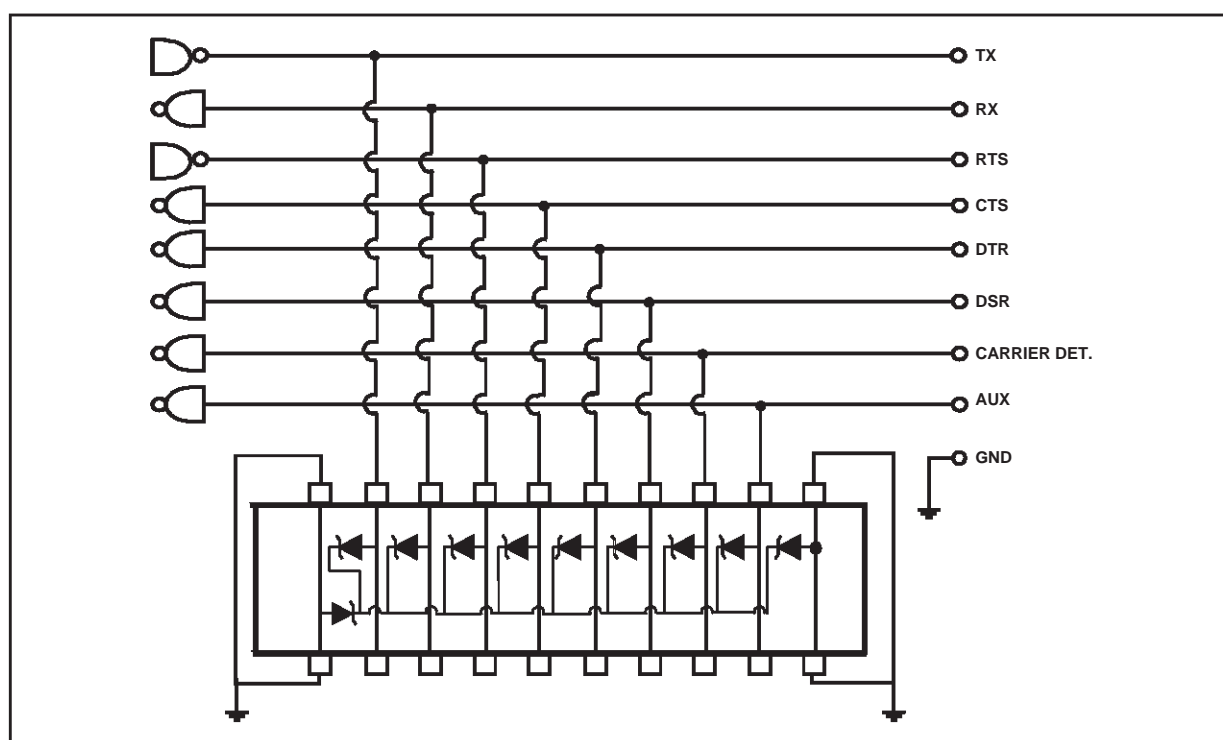 TX
RX
RTS
CTS
DTR
DSR
CARRIER DET.
AUX
GND